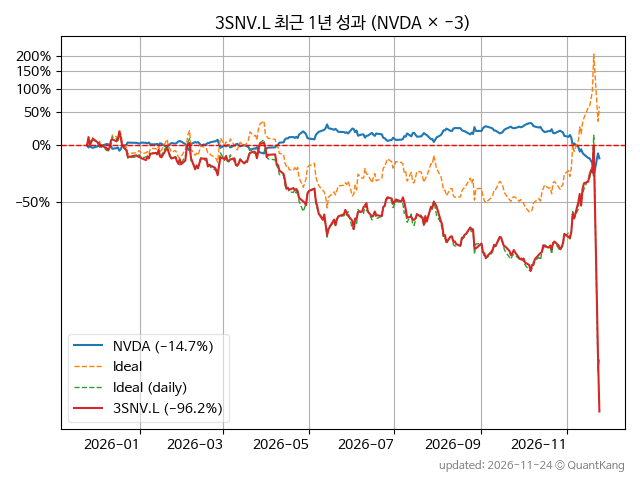 3SNV.L 최근 1년 성과 (NVDA × −3)
200%
150%
100%
50%
0%
−50%
NVDA (−14.7%)
Ideal
Ideal (daily)
3SNV.L (−96.2%)
2026-01
2026-03
2026-05
2026-07
2026-09
2026-11
updated: 2026-11-24 © QuantKang